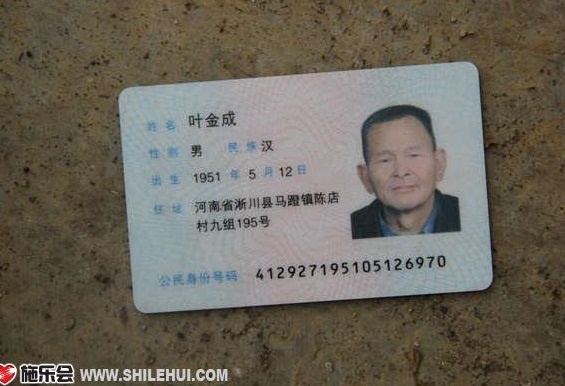 姓名 叶金成
性别 男 民族 汉
出生 1951 年 5 月 12 日
住址 河南省淅川县马蹬镇陈店
村九组195号
公民身份号码 412927195105126970
施乐会 WWW.SHILEHUI.COM